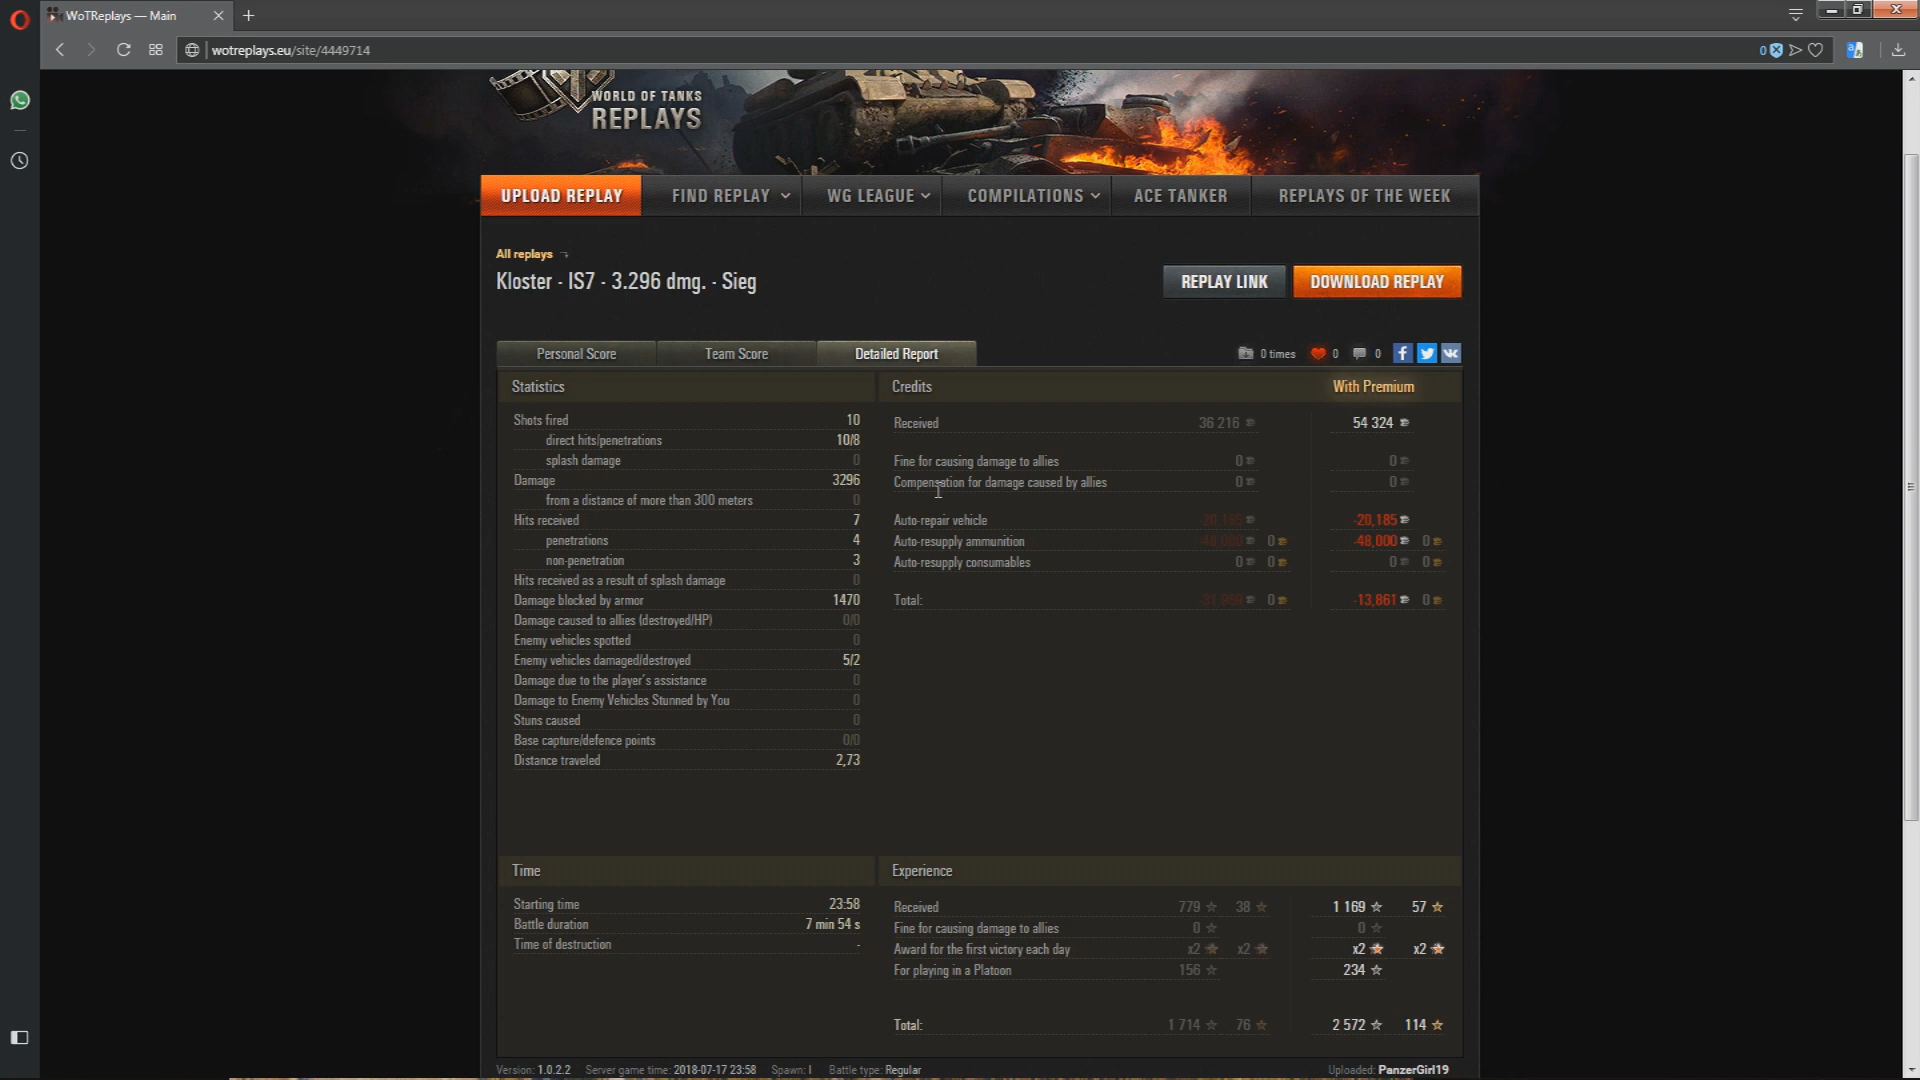 WoTReplays — Main
wotreplays.eu/site/4449714
0
WORLD OF TANKS
REPLAYS
UPLOAD REPLAY
FIND REPLAY
WG LEAGUE
COMPILATIONS
ACE TANKER
REPLAYS OF THE WEEK
All replays
Kloster - IS7 - 3.296 dmg. - Sieg
REPLAY LINK
DOWNLOAD REPLAY
Personal Score
Team Score
Detailed Report
0 times
0
0
Statistics
Shots fired 10
direct hits/penetrations 10/8
splash damage 0
Damage 3296
from a distance of more than 300 meters 0
Hits received 7
penetrations 4
non-penetration 3
Hits received as a result of splash damage 0
Damage blocked by armor 1470
Damage caused to allies (destroyed/HP) 0/0
Enemy vehicles spotted 0
Enemy vehicles damaged/destroyed 5/2
Damage due to the player's assistance 0
Damage to Enemy Vehicles Stunned by You 0
Stuns caused 0
Base capture/defence points 0/0
Distance traveled 2,73
Credits With Premium
Received 36 216 54 324
Fine for causing damage to allies 0 0
Compensation for damage caused by allies 0 0
Auto-repair vehicle -20,185 -20,185
Auto-resupply ammunition -48,000 0 -48,000 0
Auto-resupply consumables 0 0 0 0
Total: -31,969 0 -13,861 0
Time
Starting time 23:58
Battle duration 7 min 54 s
Time of destruction -
Experience
Received 779 38 1 169 57
Fine for causing damage to allies 0 0
Award for the first victory each day x2 x2 x2 x2
For playing in a Platoon 156 234
Total: 1 714 76 2 572 114
Version: 1.0.2.2 Server game time: 2018-07-17 23:58 Spawn: I Battle type: Regular
Uploaded: PanzerGirl19